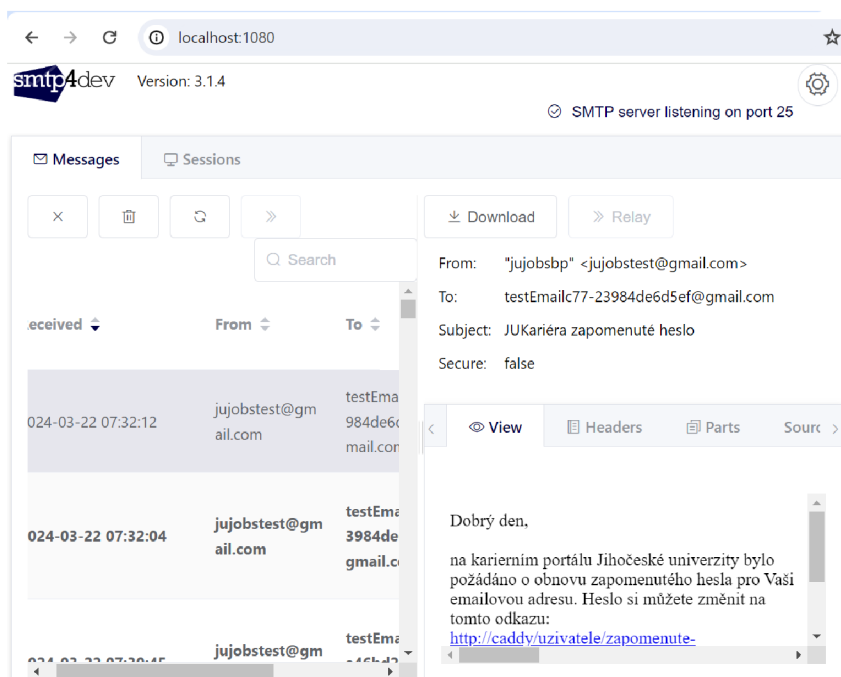 localhost:1080
smtp4dev Version: 3.1.4
SMTP server listening on port 25
Messages Sessions
Search
eceived From To
024-03-22 07:32:12
jujobstest@gm
ail.com
testEma
984de6
mail.con
024-03-22 07:32:04
jujobstest@gm
ail.com
testEma
3984de
gmail.c
jujobstest@gm
testEma
Download Relay
From: "jujobsbp" <jujobstest@gmail.com>
To: testEmailc77-23984de6d5ef@gmail.com
Subject: JUKariéra zapomenuté heslo
Secure: false
View Headers Parts Sourc
Dobrý den,
na karierním portálu Jihočeské univerzity bylo
požádáno o obnovu zapomenutého hesla pro Vaši
emailovou adresu. Heslo si můžete změnit na
tomto odkazu:
http://caddy/uzivatele/zapomenute-